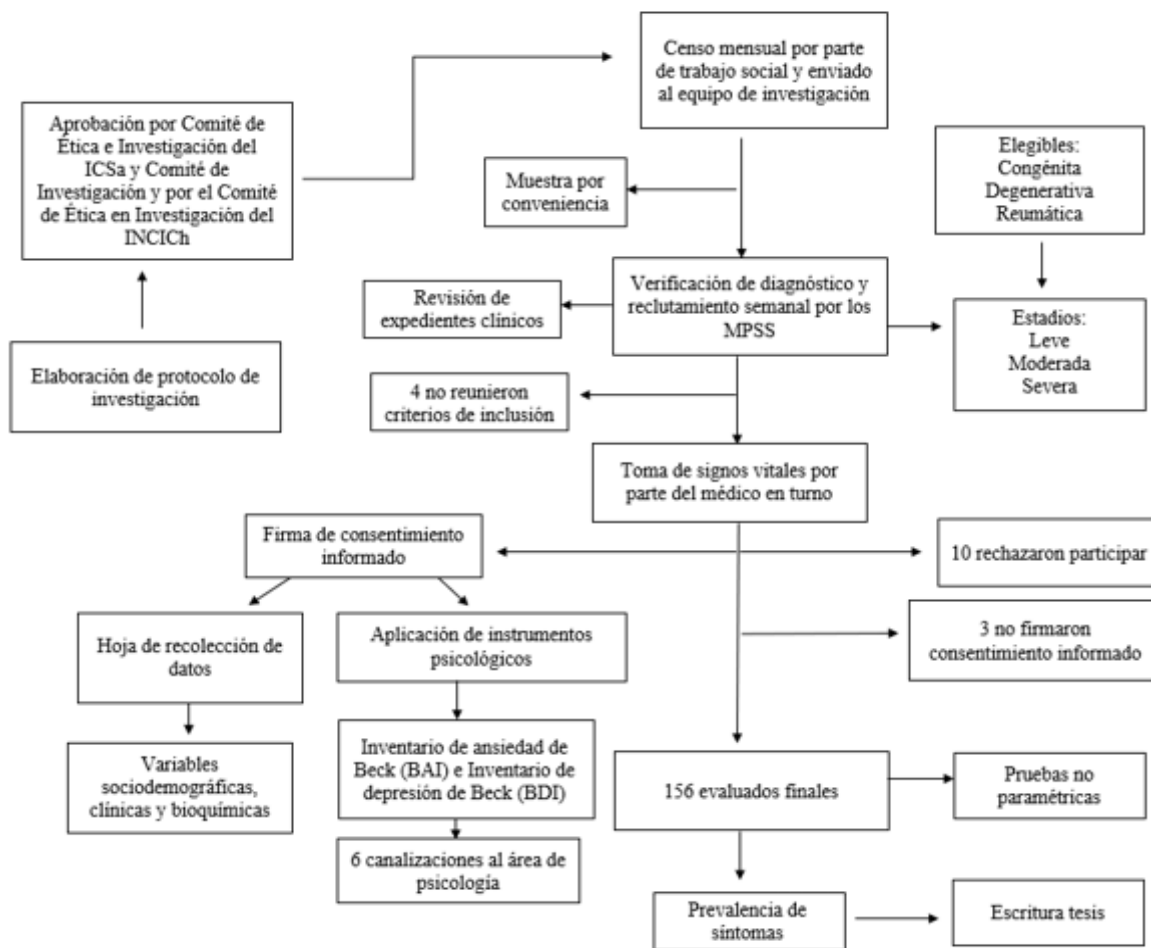 Censo mensual por parte
de trabajo social y enviado
al equipo de investigación
Aprobación por Comité de
Ética e Investigación del
ICSa y Comité de
Investigación y por el Comité
de Ética en Investigación del
INCICh
Elegibles:
Congénita
Degenerativa
Reumática
Muestra por
conveniencia
Verificación de diagnóstico y
reclutamiento semanal por los
MPSS
Revisión de
expedientes clínicos
Estadios:
Leve
Moderada
Severa
Elaboración de protocolo de
investigación
4 no reunieron
criterios de inclusión
Toma de signos vitales por
parte del médico en turno
Firma de consentimiento
informado
10 rechazaron participar
Hoja de recolección de
datos
Aplicación de instrumentos
psicológicos
3 no firmaron
consentimiento informado
Variables
sociodemográficas,
clínicas y bioquímicas
Inventario de ansiedad de
Beck (BAI) e Inventario de
depresión de Beck (BDI)
156 evaluados finales
Pruebas no
paramétricas
6 canalizaciones al área de
psicología
Prevalencia de
síntomas
Escritura tesis